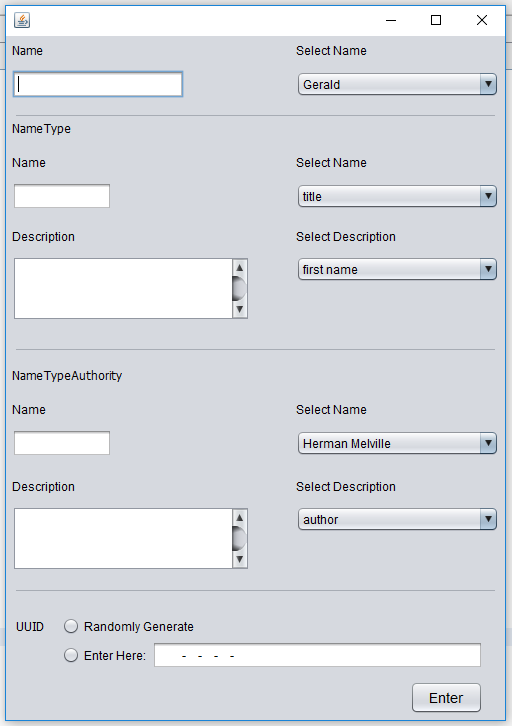 Name Select Name
Gerald
NameType
Name Select Name
title
Description Select Description
first name
NameTypeAuthority
Name Select Name
Herman Melville
Description Select Description
author
UUID Randomly Generate
Enter Here: - - - -
Enter